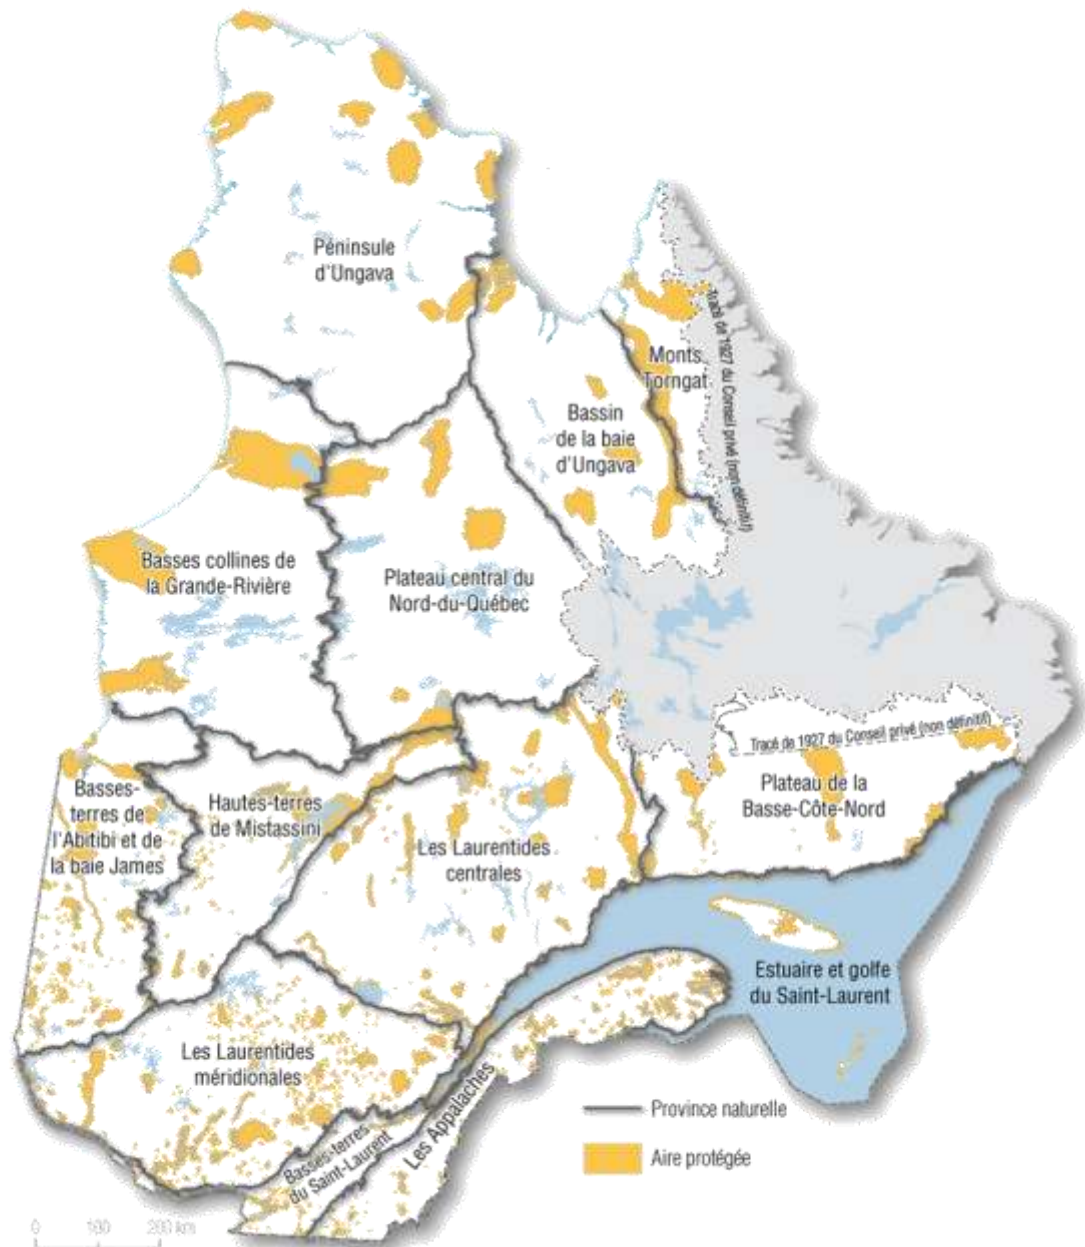 Péninsule
d'Ungava
Monts
Torngat
Tracé de 1927 du Conseil privé (non définitif)
Bassin
de la baie
d'Ungava
Basses collines de
la Grande-Rivière
Plateau central du
Nord-du-Québec
Tracé de 1927 du Conseil privé (non définitif)
Plateau de la
Basse-Côte-Nord
Basses-
terres de
l'Abitibi et de
la baie James
Hautes-terres
de Mistassini
Les Laurentides
centrales
Estuaire et golfe
du Saint-Laurent
Les Laurentides
méridionales
Basses-terres
du Saint-Laurent
Les Appalaches
Province naturelle
Aire protégée
0 100 200 km